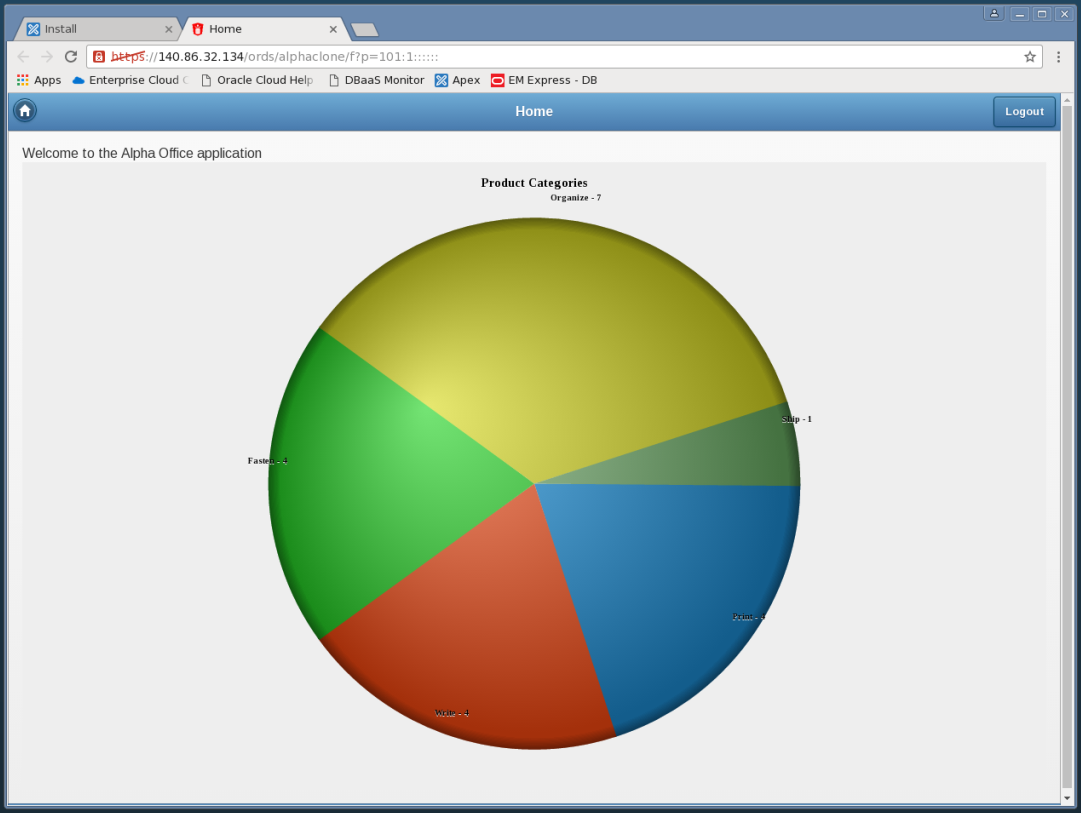 Install
Home
https://140.86.32.134/ords/alphaclone/f?p=101:1::::::
Apps
Enterprise Cloud
Oracle Cloud Help
DBaaS Monitor
Apex
EM Express - DB
Home
Logout
Welcome to the Alpha Office application
Product Categories
Organize - 7
Ship - 1
Fasten - 4
Print - 4
Write - 4